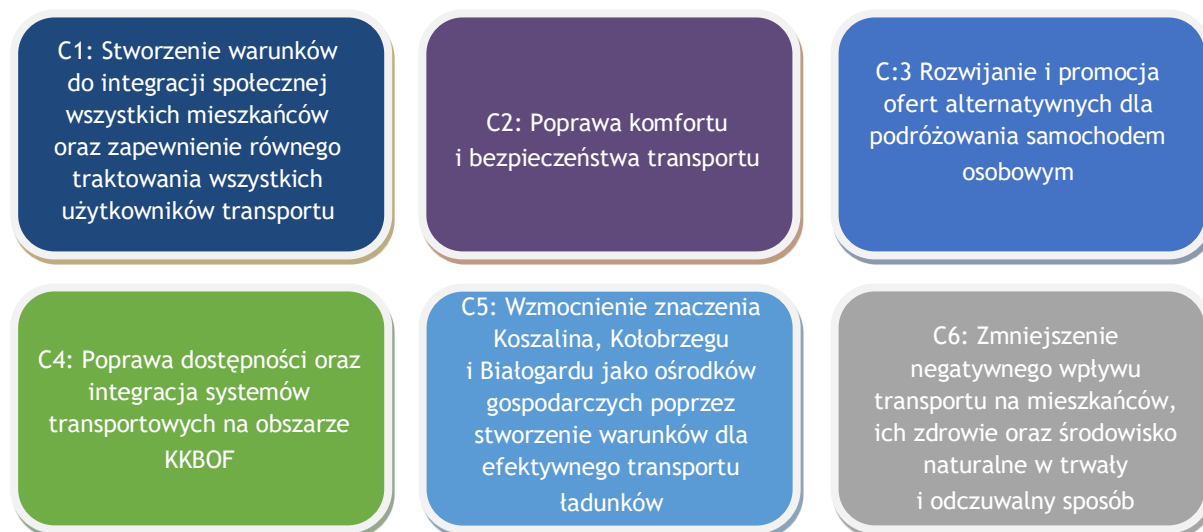 C1: Stworzenie warunków
do integracji społecznej
wszystkich mieszkańców
oraz zapewnienie równego
traktowania wszystkich
użytkowników transportu
C2: Poprawa komfortu
i bezpieczeństwa transportu
C:3 Rozwijanie i promocja
ofert alternatywnych dla
podróżowania samochodem
osobowym
C4: Poprawa dostępności oraz
integracja systemów
transportowych na obszarze
KKBOF
C5: Wzmocnienie znaczenia
Koszalina, Kołobrzegu
i Białogardu jako ośrodków
gospodarczych poprzez
stworzenie warunków dla
efektywnego transportu
ładunków
C6: Zmniejszenie
negatywnego wpływu
transportu na mieszkańców,
ich zdrowie oraz środowisko
naturalne w trwały
i odczuwalny sposób